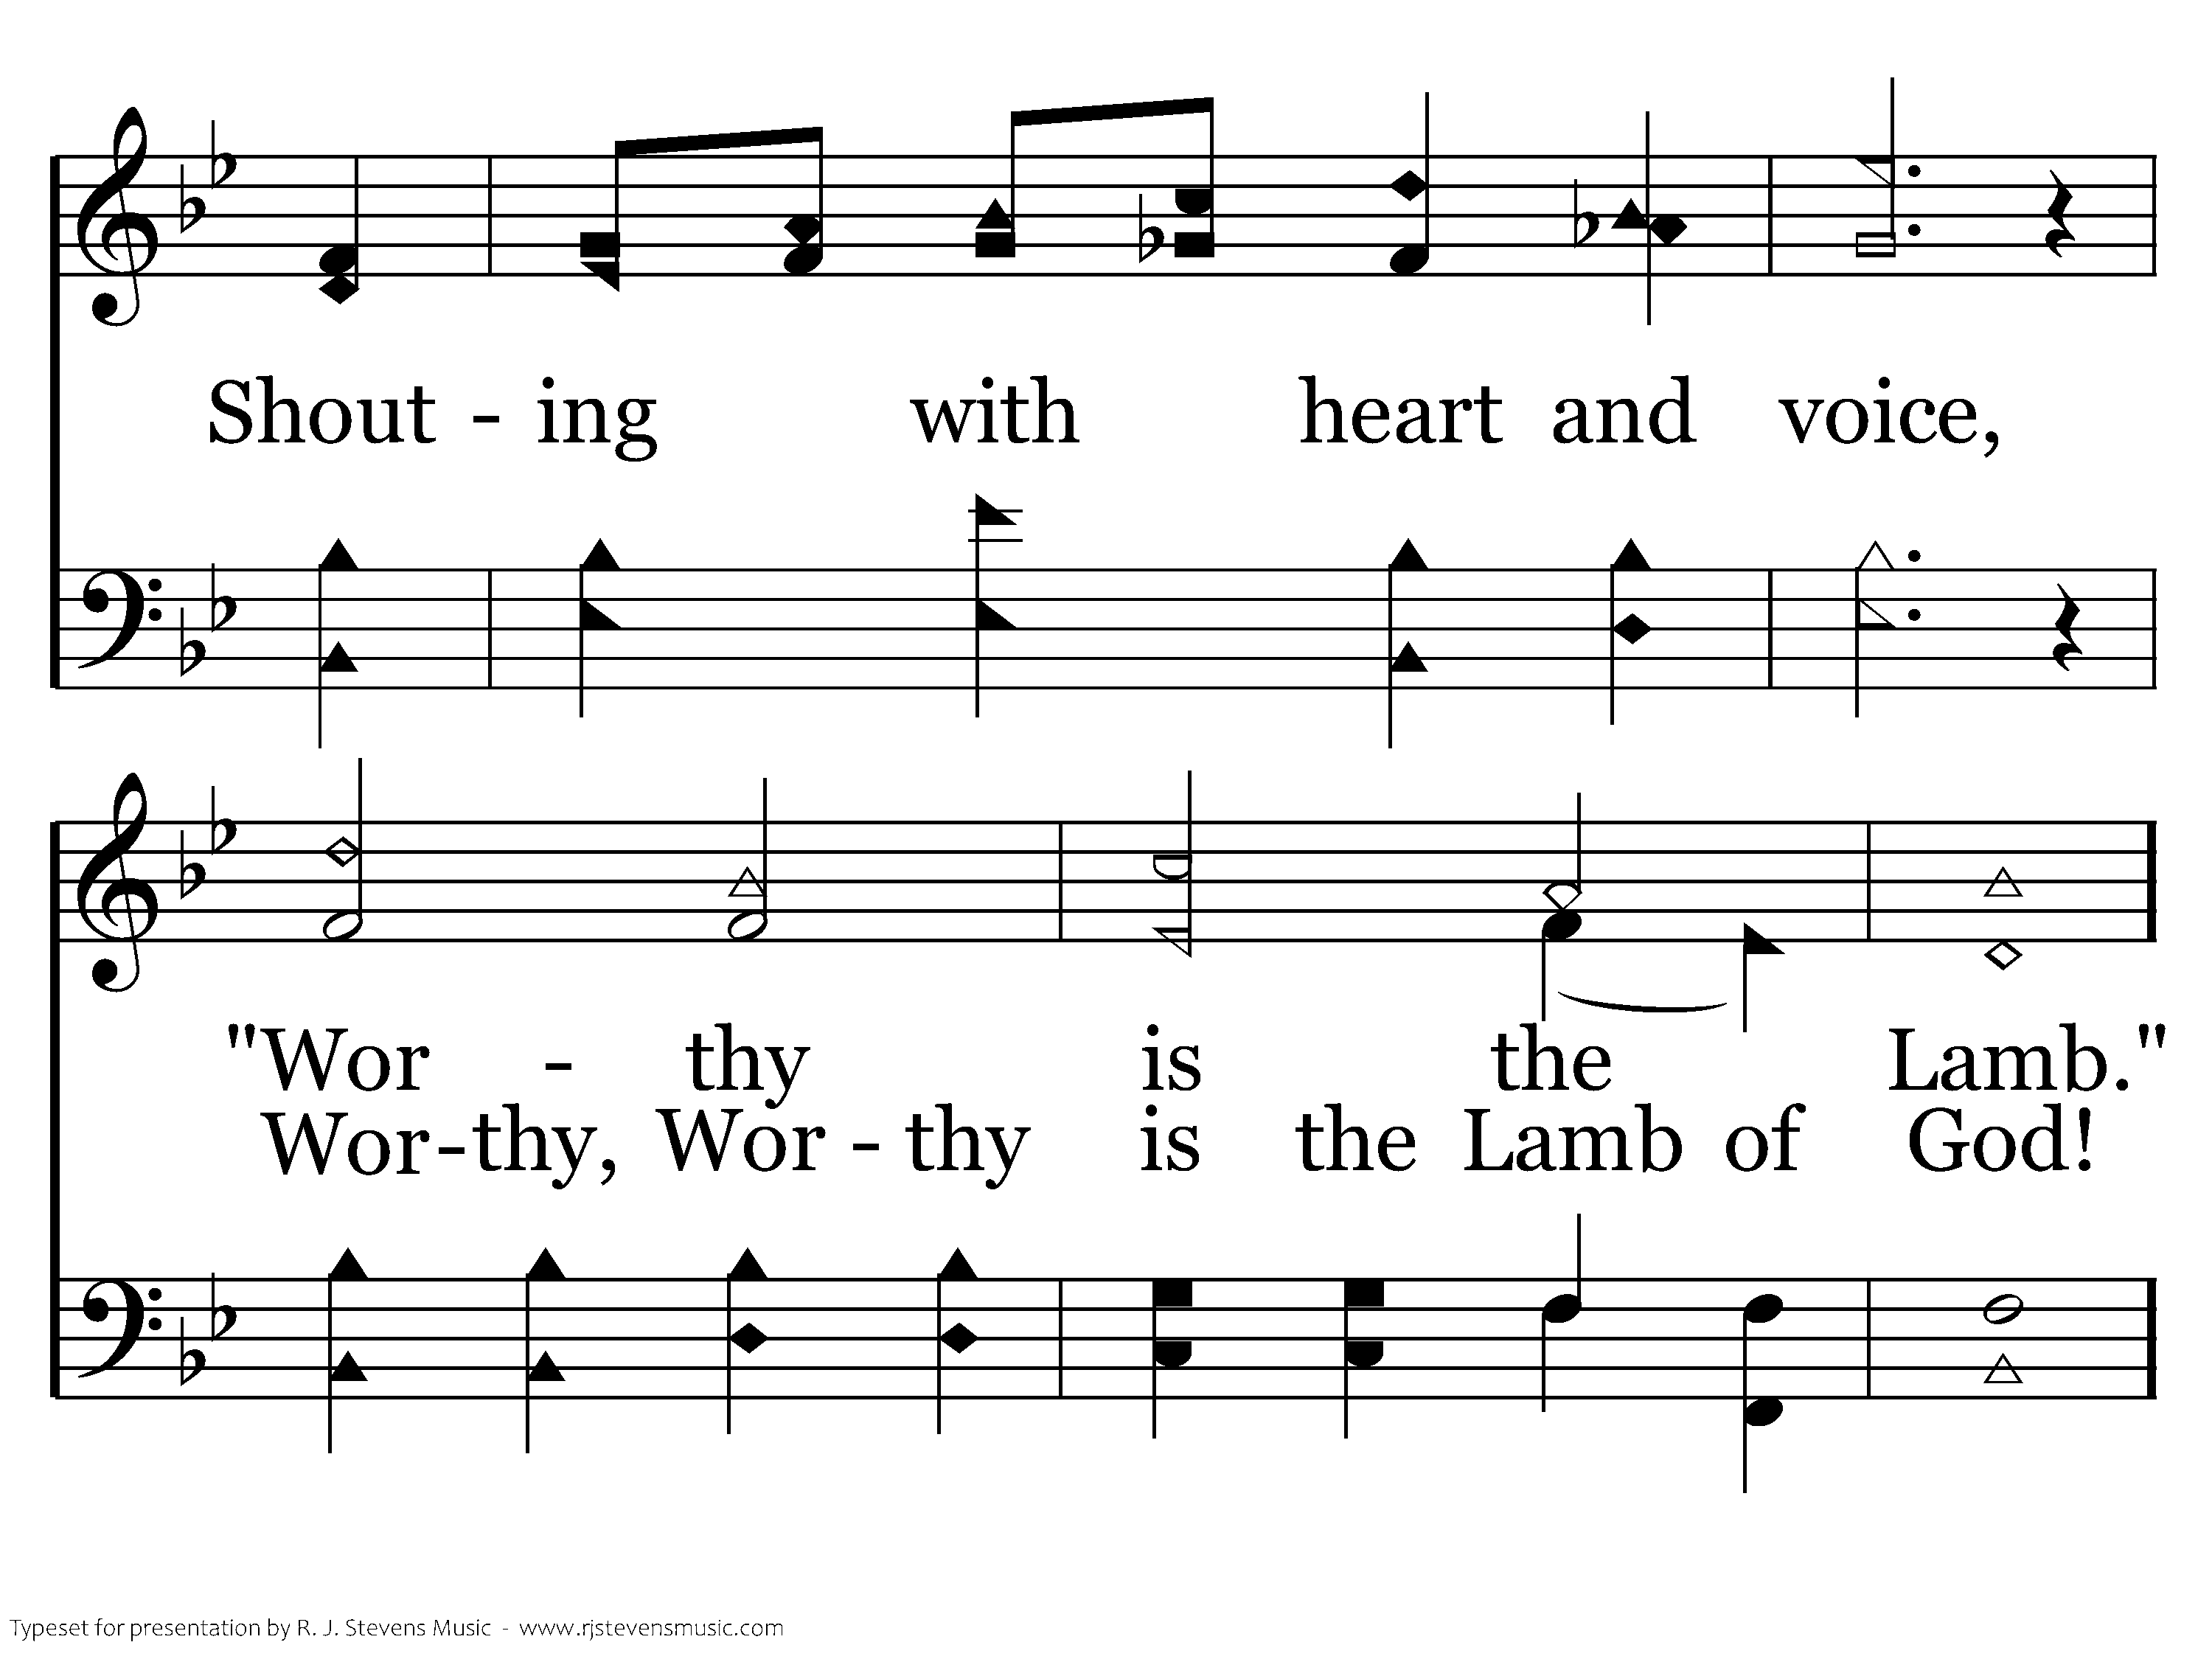 Shout - ing with heart and voice,
"Wor - thy is the Lamb."
Wor-thy, Wor - thy is the Lamb of God!
Typeset for presentation by R. J. Stevens Music - www.rjstevensmusic.com